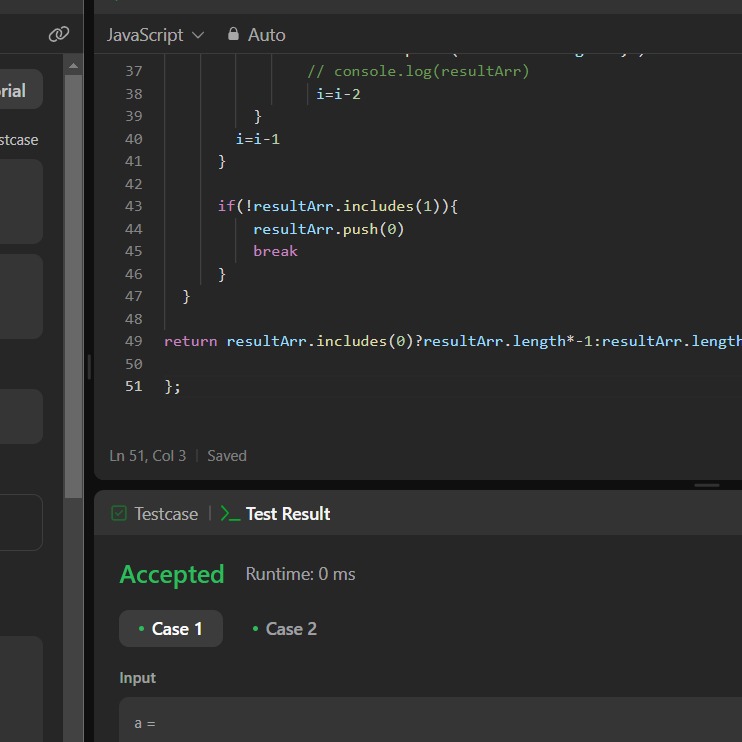 JavaScript Auto
rial
stcase
37 // console.log(resultArr)
38 i=i-2
39 }
40 i=i-1
41 }
42
43 if(!resultArr.includes(1)){
44 resultArr.push(0)
45 break
46 }
47 }
48
49 return resultArr.includes(0)?resultArr.length*-1:resultArr.length
50
51 };
Ln 51, Col 3 | Saved
Testcase | >_ Test Result
Accepted Runtime: 0 ms
• Case 1 • Case 2
Input
a =